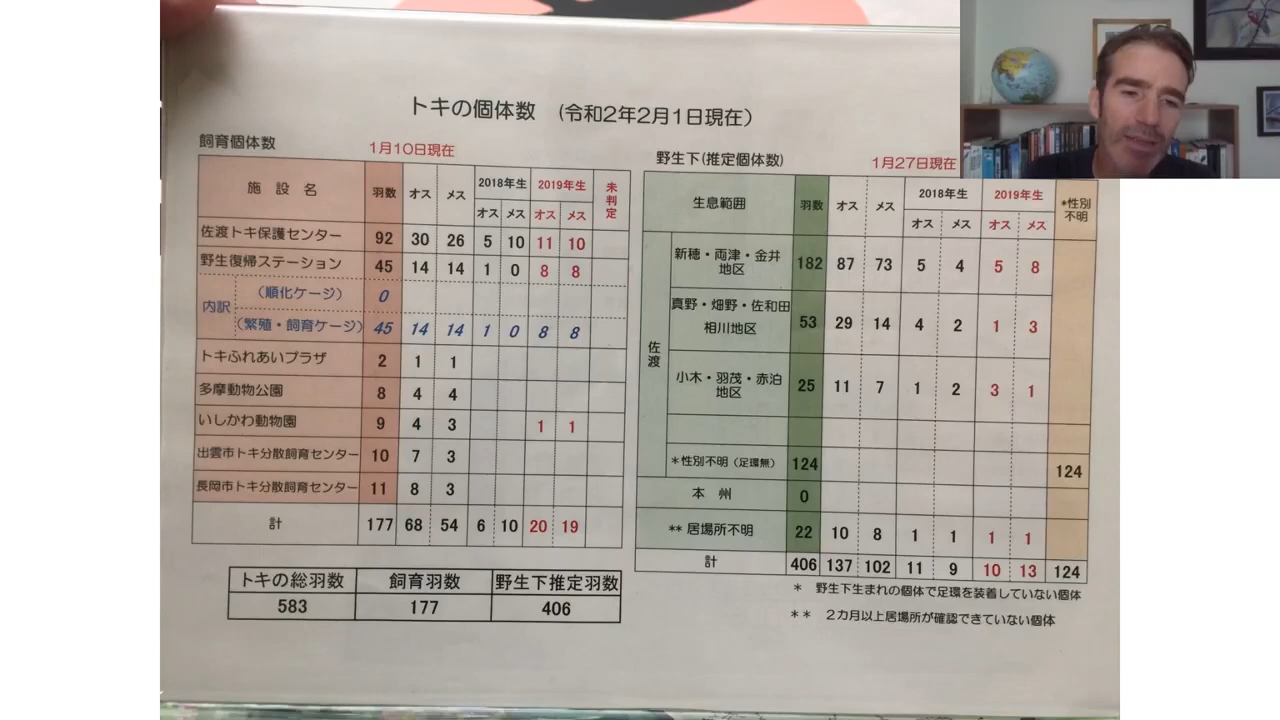 トキの個体数 (令和2年2月1日現在)
飼育個体数 1月10日現在
施設名 羽数 オス メス 2018年生 2019年生 未判定
オス メス オス メス
佐渡トキ保護センター 92 30 26 5 10 11 10
野生復帰ステーション 45 14 14 1 0 8 8
内訳 (順化ケージ) 0
(繁殖・飼育ケージ) 45 14 14 1 0 8 8
トキふれあいプラザ 2 1 1
多摩動物公園 8 4 4
いしかわ動物園 9 4 3 1 1
出雲市トキ分散飼育センター 10 7 3
長岡市トキ分散飼育センター 11 8 3
計 177 68 54 6 10 20 19
トキの総羽数 飼育羽数 野生下推定羽数
583 177 406
野生下(推定個体数) 1月27日現在
生息範囲 羽数 オス メス 2018年生 2019年生 *性別不明
オス メス オス メス
佐渡
新穂・両津・金井
地区 182 87 73 5 4 5 8
真野・畑野・佐和田
相川地区 53 29 14 4 2 1 3
小木・羽茂・赤泊
地区 25 11 7 1 2 3 1
*性別不明(足環無) 124 124
本州 0
**居場所不明 22 10 8 1 1 1 1
計 406 137 102 11 9 10 13 124
* 野生下生まれの個体で足環を装着していない個体
** 2カ月以上居場所が確認できていない個体